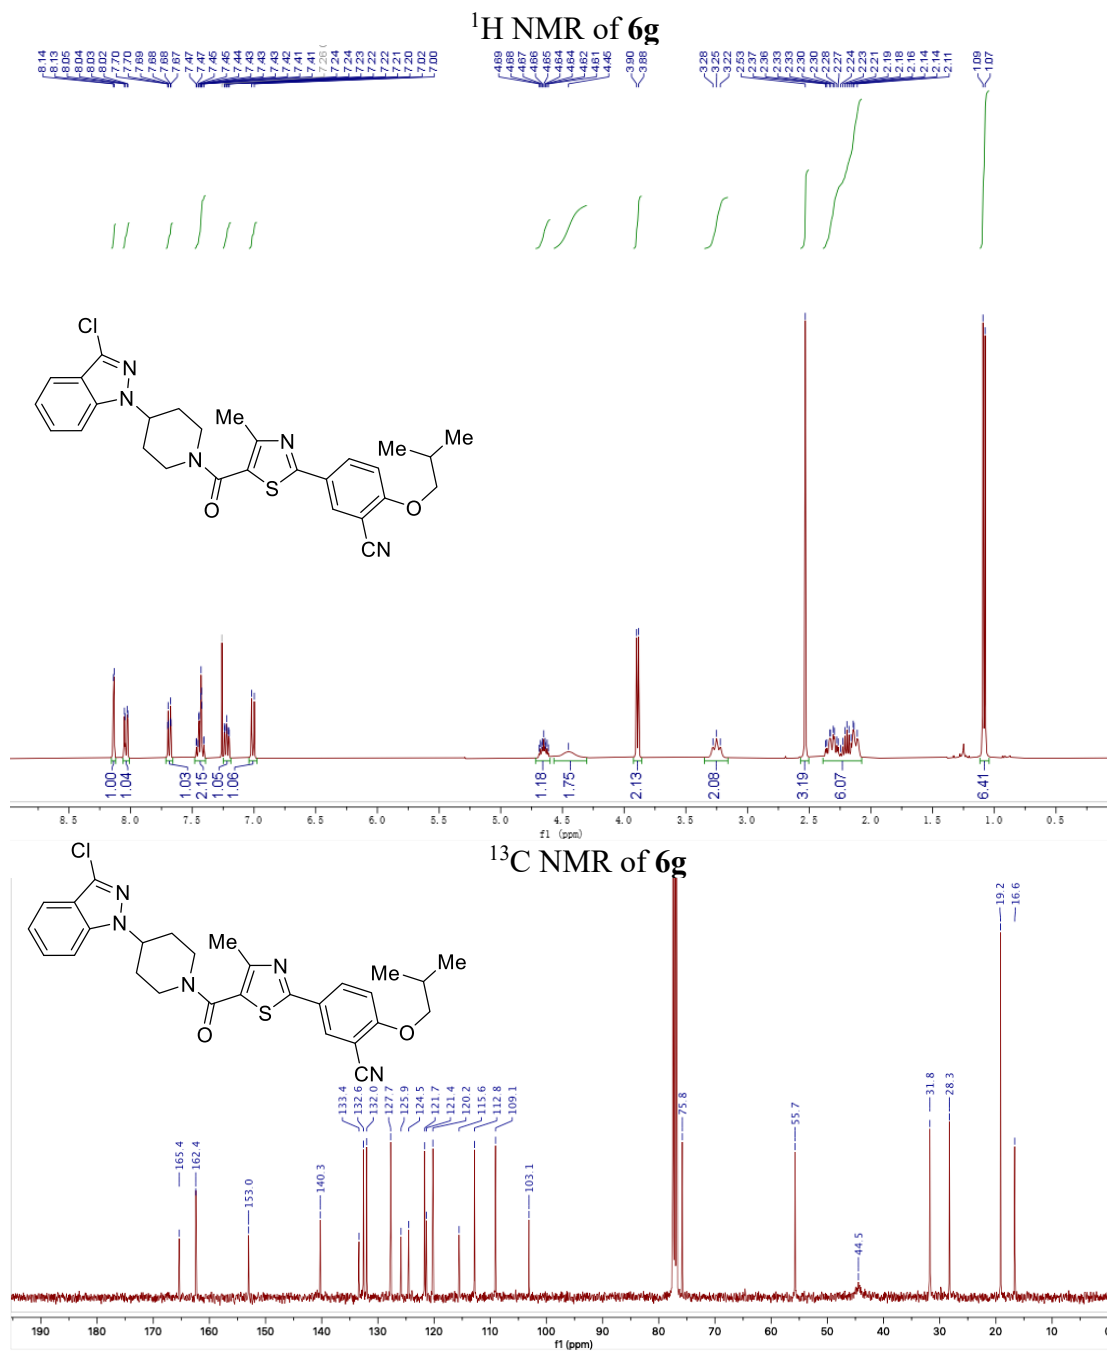 ¹H NMR of 6g
8.14 8.13 8.05 8.04 8.03 8.02 7.70 7.70 7.69 7.68 7.68 7.67 7.47 7.47 7.45 7.45 7.44 7.43 7.43 7.43 7.42 7.41 7.41 7.26 7.24 7.24 7.23 7.22 7.22 7.21 7.20 7.02 7.00 4.69 4.68 4.67 4.66 4.65 4.64 4.64 4.62 4.61 4.45 3.90 3.88 3.28 3.25 3.22 2.53 2.37 2.36 2.33 2.33 2.30 2.30 2.28 2.27 2.24 2.23 2.21 2.19 2.18 2.16 2.14 2.14 2.11 1.09 1.07
Cl
N
N
Me
N
Me
Me
N
S
O
O
CN
1.00 1.04 1.03 2.15 1.05 1.06 1.18 1.75 2.13 2.08 3.19 6.07 6.41
8.5 8.0 7.5 7.0 6.5 6.0 5.5 5.0 4.5 4.0 3.5 3.0 2.5 2.0 1.5 1.0 0.5
f1 (ppm)
¹³C NMR of 6g
Cl
N
N
Me
N
Me
Me
N
S
O
O
CN
165.4 162.4 153.0 140.3 133.4 132.6 132.0 127.7 125.9 124.5 121.7 121.4 120.2 115.6 112.8 109.1 103.1 75.8 55.7 44.5 31.8 28.3 19.2 16.6
190 180 170 160 150 140 130 120 110 100 90 80 70 60 50 40 30 20 10 0
f1 (ppm)